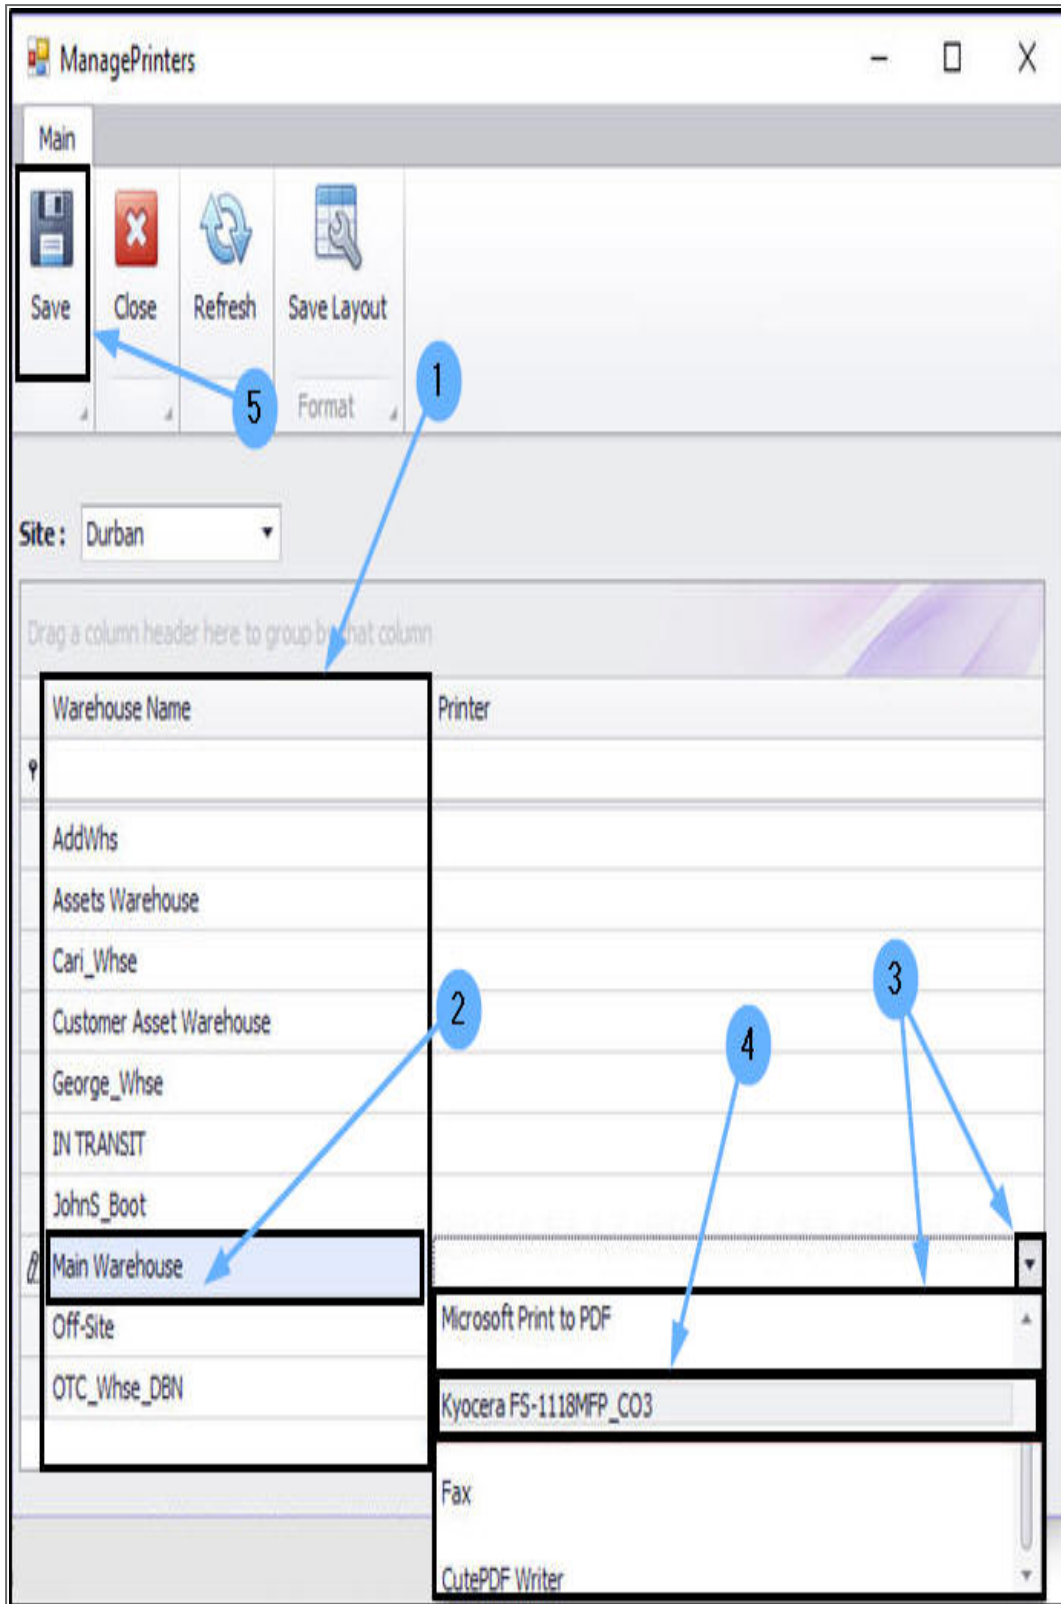 ManagePrinters
Main
Save Close Refresh Save Layout
5
1
Format
Site : Durban
Drag a column header here to group by that column
Warehouse Name Printer
AddWhs
Assets Warehouse
Cari_Whse
3
2
Customer Asset Warehouse
4
George_Whse
IN TRANSIT
JohnS_Boot
Main Warehouse
Off-Site
Microsoft Print to PDF
OTC_Whse_DBN
Kyocera FS-1118MFP_CO3
Fax
CutePDF Writer